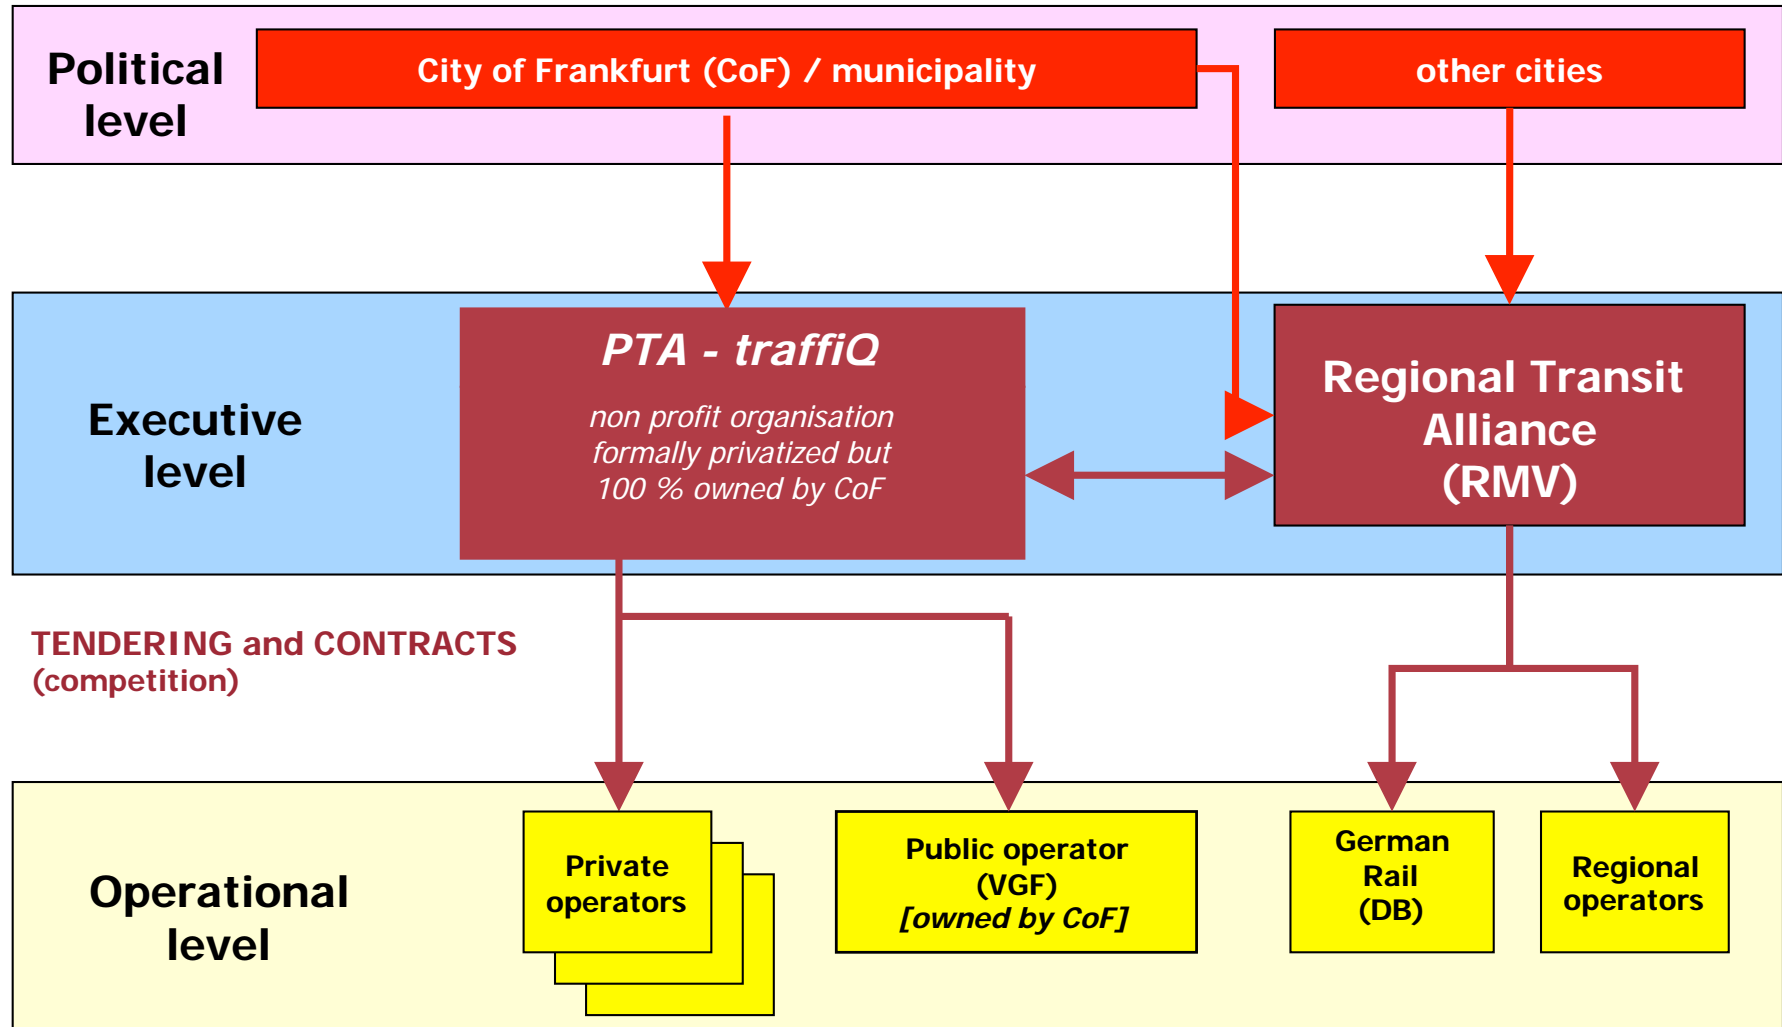 Political
level
City of Frankfurt (CoF) / municipality
other cities
Executive
level
PTA - traffiQ
non profit organisation
formally privatized but
100 % owned by CoF
Regional Transit
Alliance
(RMV)
TENDERING and CONTRACTS
(competition)
Operational
level
Private
operators
Public operator
(VGF)
[owned by CoF]
German
Rail
(DB)
Regional
operators